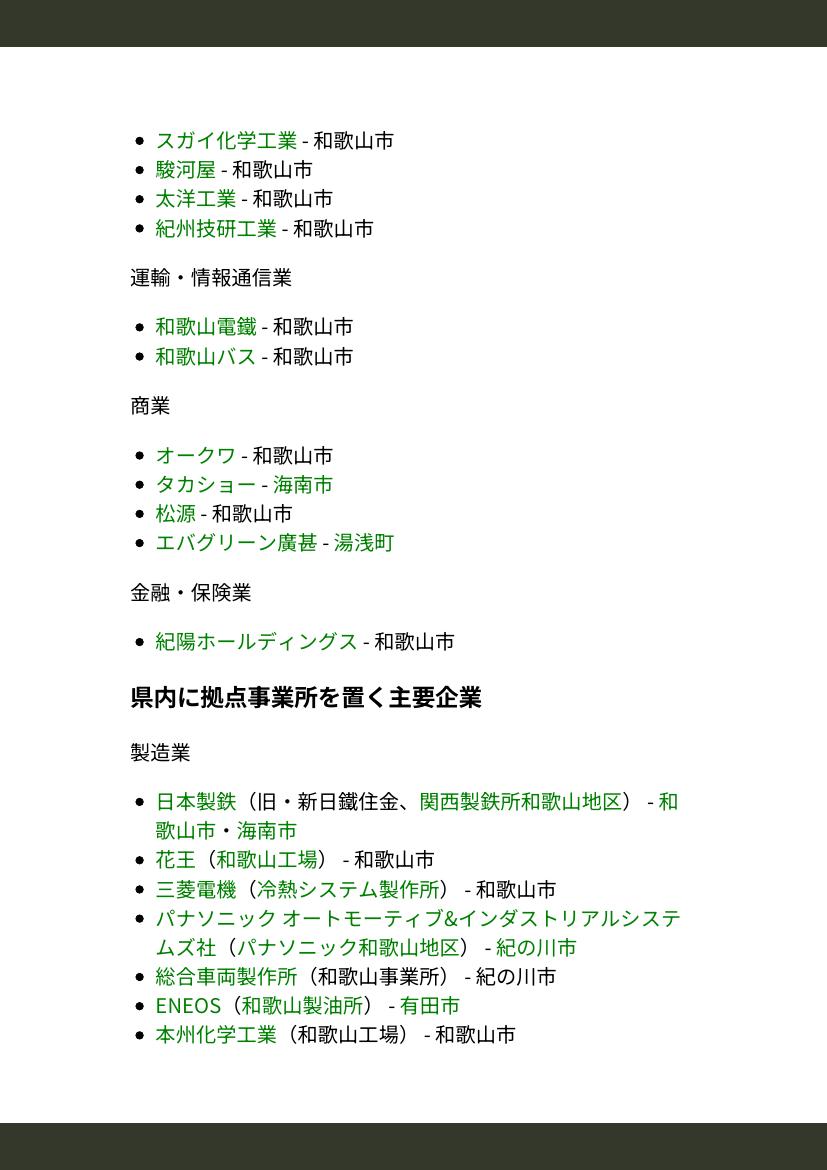 • スガイ化学工業 - 和歌山市
• 駿河屋 - 和歌山市
• 太洋工業 - 和歌山市
• 紀州技研工業 - 和歌山市
運輸・情報通信業
• 和歌山電鐵 - 和歌山市
• 和歌山バス - 和歌山市
商業
• オークワ - 和歌山市
• タカショー - 海南市
• 松源 - 和歌山市
• エバグリーン廣甚 - 湯浅町
金融・保険業
• 紀陽ホールディングス - 和歌山市
県内に拠点事業所を置く主要企業
製造業
• 日本製鉄（旧・新日鐵住金、関西製鉄所和歌山地区） - 和
歌山市・海南市
• 花王（和歌山工場） - 和歌山市
• 三菱電機（冷熱システム製作所） - 和歌山市
• パナソニック オートモーティブ&インダストリアルシステ
ムズ社（パナソニック和歌山地区） - 紀の川市
• 総合車両製作所（和歌山事業所） - 紀の川市
• ENEOS（和歌山製油所） - 有田市
• 本州化学工業（和歌山工場） - 和歌山市